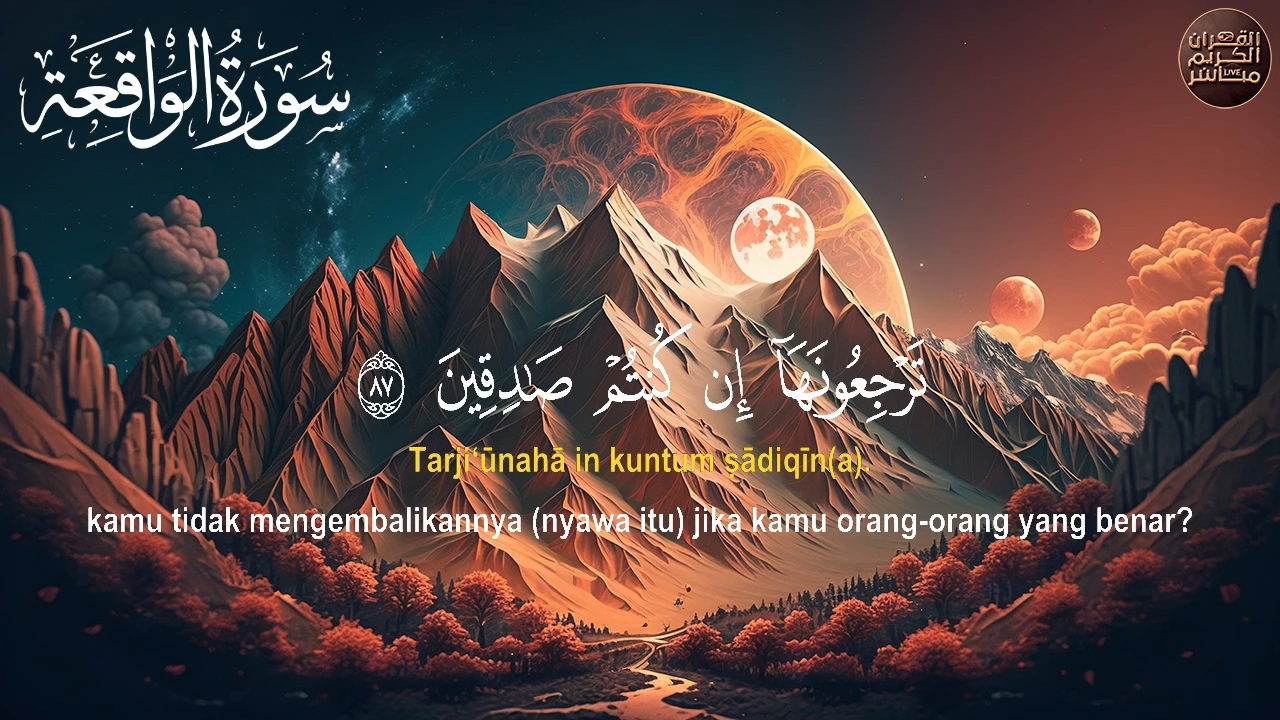 سُورَةُ الوَاقِعَةِ
القرآن
الكريم
LIVE
مباشر
تَرْجِعُونَهَآ إِن كُنتُمْ صَـٰدِقِينَ ٨٧
Tarji‘ūnahā in kuntum ṣādiqīn(a).
kamu tidak mengembalikannya (nyawa itu) jika kamu orang-orang yang benar?